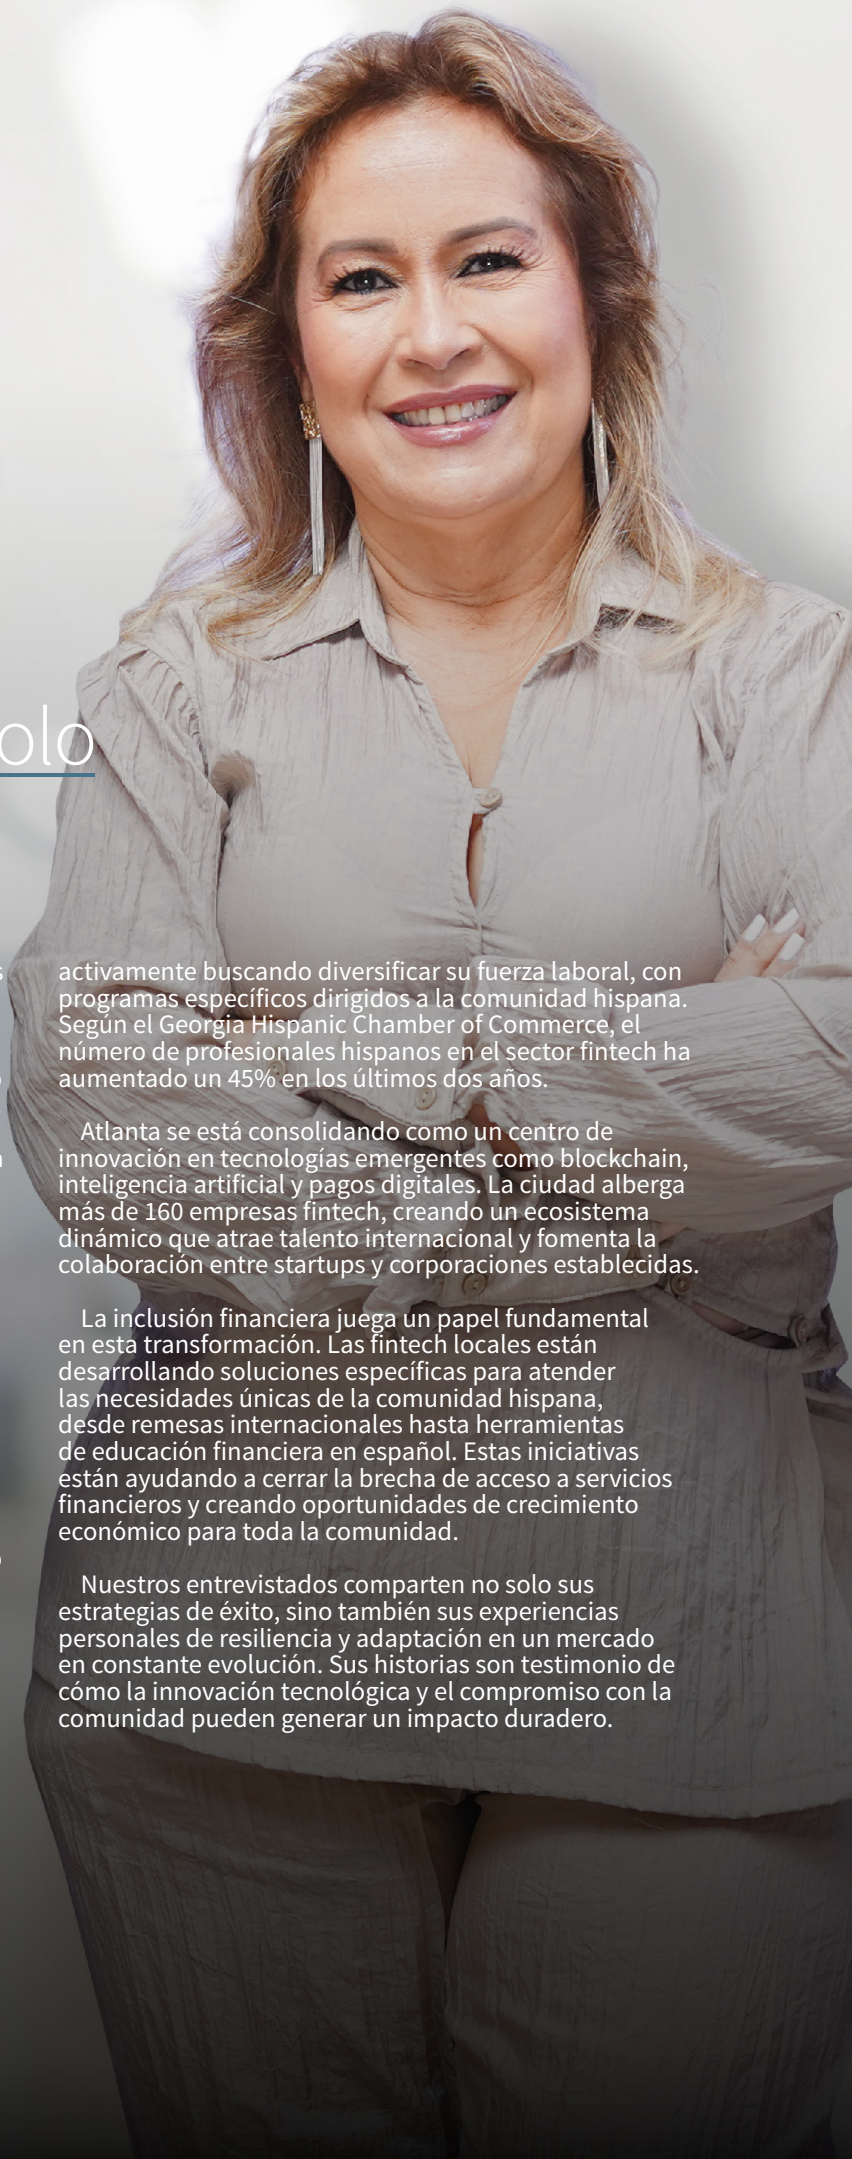 olo
activamente buscando diversificar su fuerza laboral, con
programas específicos dirigidos a la comunidad hispana.
Según el Georgia Hispanic Chamber of Commerce, el
número de profesionales hispanos en el sector fintech ha
aumentado un 45% en los últimos dos años.
Atlanta se está consolidando como un centro de
innovación en tecnologías emergentes como blockchain,
inteligencia artificial y pagos digitales. La ciudad alberga
más de 160 empresas fintech, creando un ecosistema
dinámico que atrae talento internacional y fomenta la
colaboración entre startups y corporaciones establecidas.
La inclusión financiera juega un papel fundamental
en esta transformación. Las fintech locales están
desarrollando soluciones específicas para atender
las necesidades únicas de la comunidad hispana,
desde remesas internacionales hasta herramientas
de educación financiera en español. Estas iniciativas
están ayudando a cerrar la brecha de acceso a servicios
financieros y creando oportunidades de crecimiento
económico para toda la comunidad.
Nuestros entrevistados comparten no solo sus
estrategias de éxito, sino también sus experiencias
personales de resiliencia y adaptación en un mercado
en constante evolución. Sus historias son testimonio de
cómo la innovación tecnológica y el compromiso con la
comunidad pueden generar un impacto duradero.